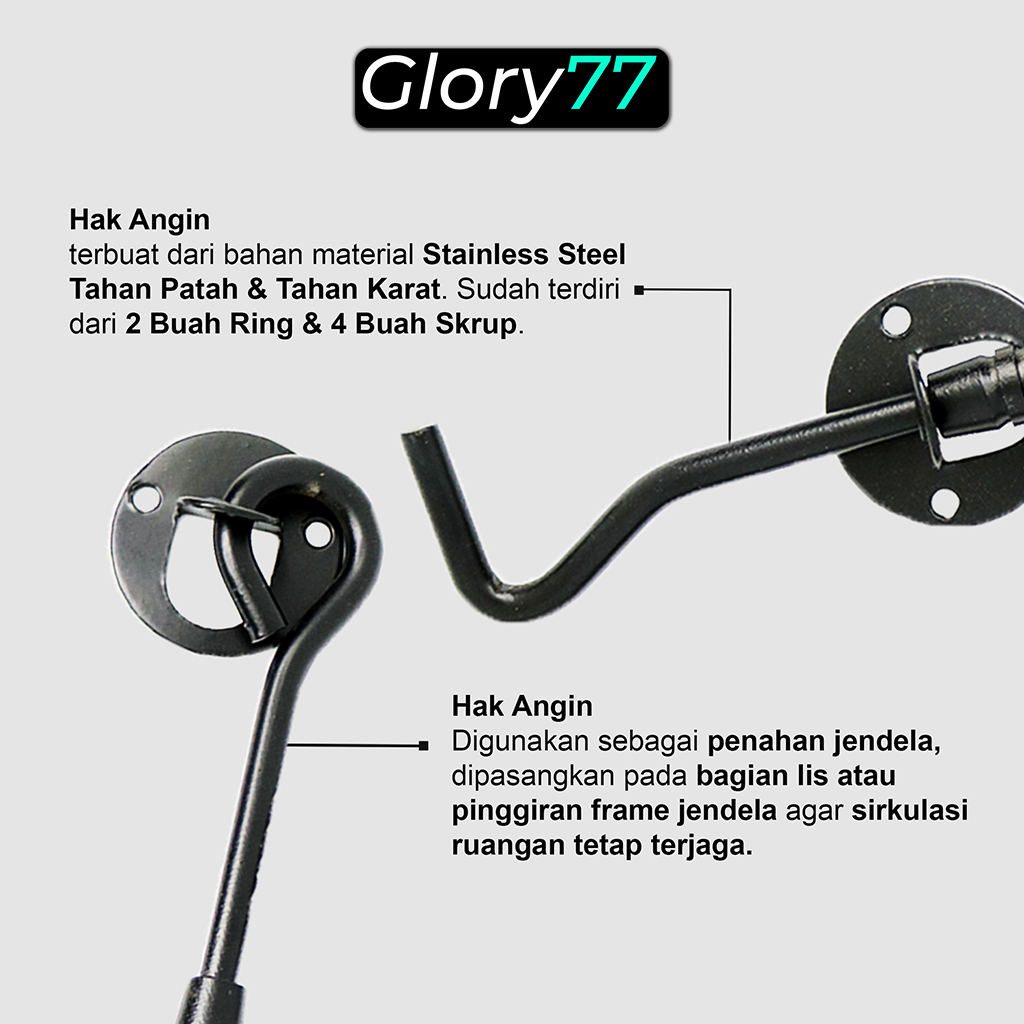 Glory77
Hak Angin
terbuat dari bahan material Stainless Steel
Tahan Patah & Tahan Karat. Sudah terdiri
dari 2 Buah Ring & 4 Buah Skrup.
Hak Angin
Digunakan sebagai penahan jendela,
dipasangkan pada bagian lis atau
pinggiran frame jendela agar sirkulasi
ruangan tetap terjaga.